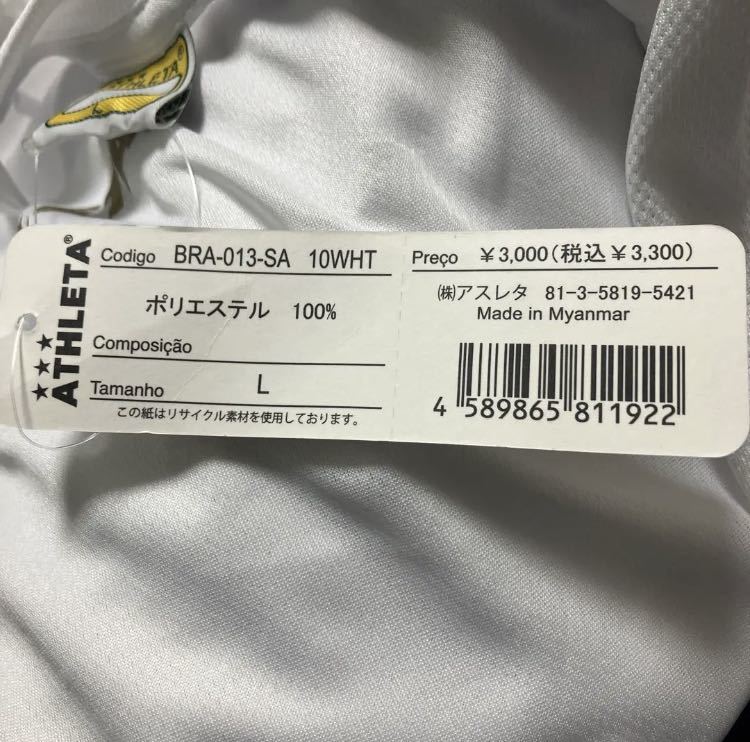 ATHLETA
ATHLETA®
Codigo BRA-013-SA 10WHT
ポリエステル 100%
Composição
Tamanho L
この紙はリサイクル素材を使用しております。
Preço ¥3,000(税込¥3,300)
㈱アスレタ 81-3-5819-5421
Made in Myanmar
4 589865 811922